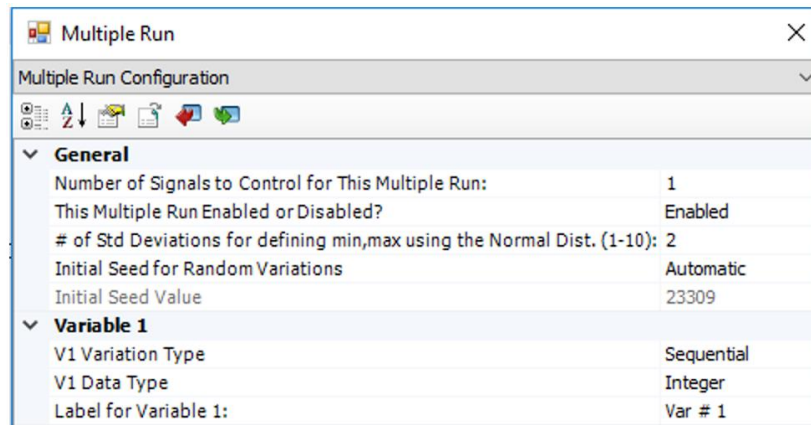 Multiple Run
Multiple Run Configuration
General
Number of Signals to Control for This Multiple Run: 1
This Multiple Run Enabled or Disabled? Enabled
# of Std Deviations for defining min,max using the Normal Dist. (1-10): 2
Initial Seed for Random Variations Automatic
Initial Seed Value 23309
Variable 1
V1 Variation Type Sequential
V1 Data Type Integer
Label for Variable 1: Var # 1